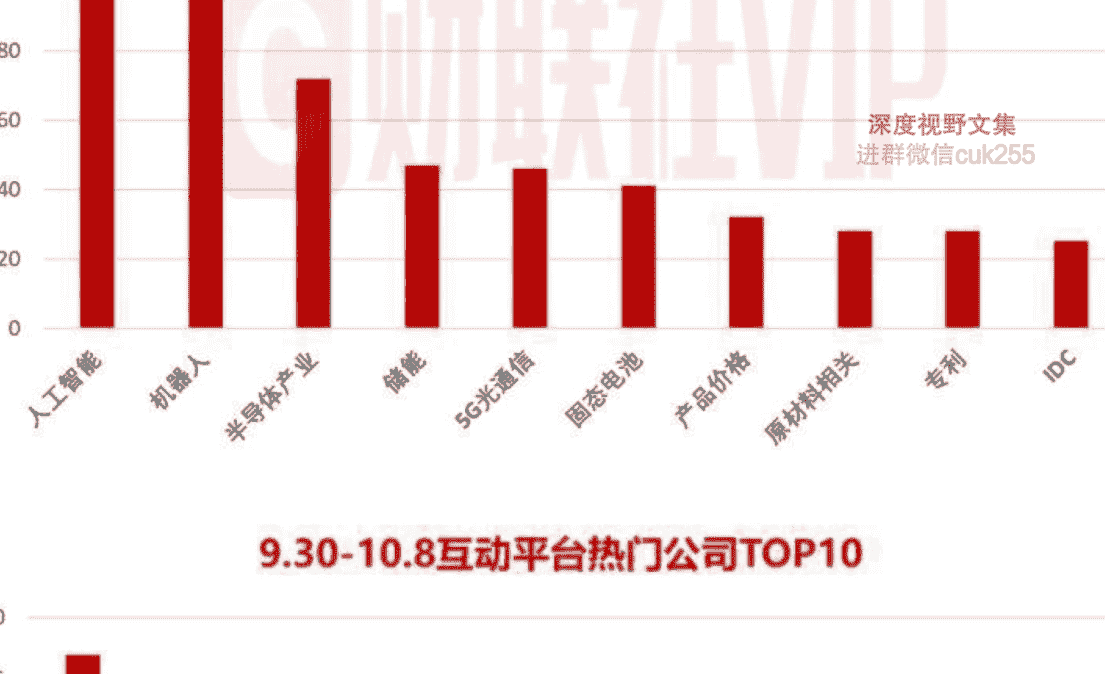 财联社VIP
80
60
深度视野文集
进群微信cuk255
40
20
0
人工智能
机器人
半导体产业
储能
5G光通信
固态电池
产品价格
原材料相关
专利
IDC
9.30-10.8互动平台热门公司TOP10
0